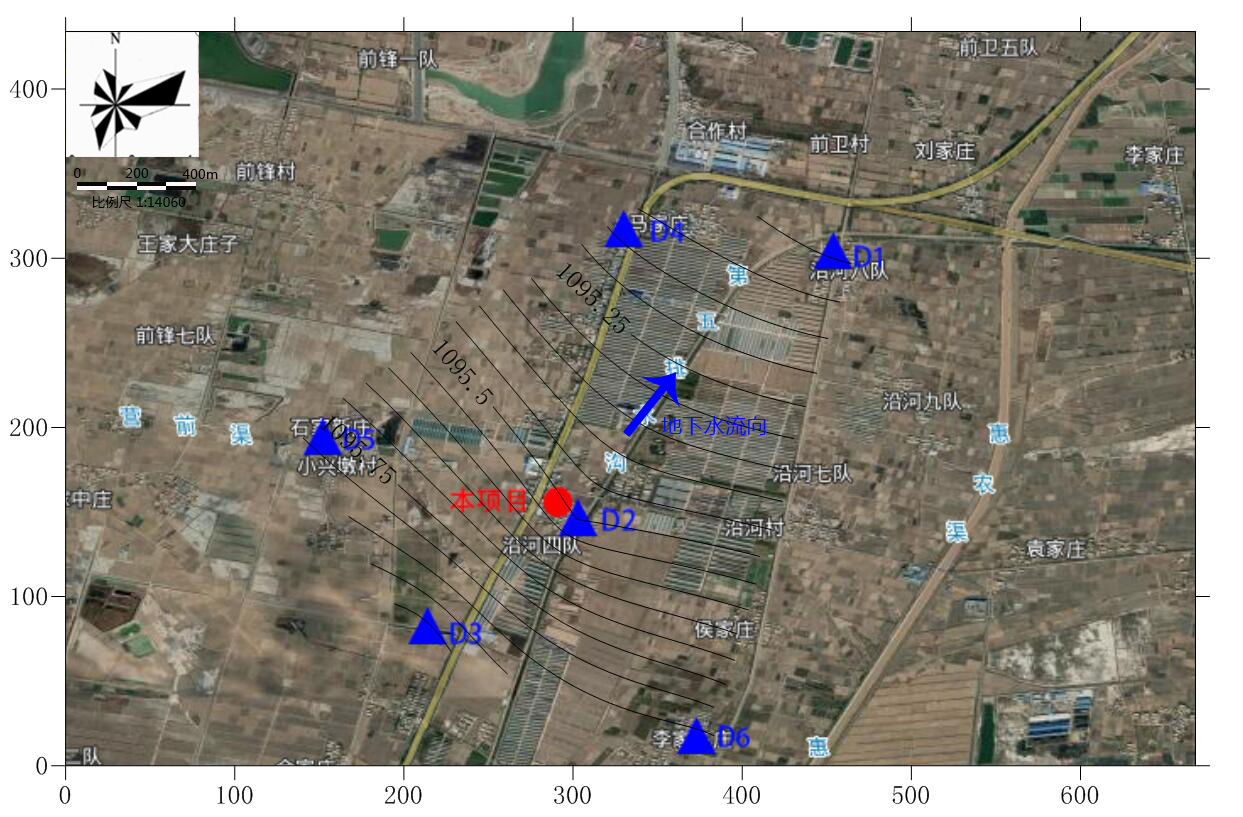 N
0 200 400m
比例尺 1:14060
前锋一队
前卫五队
合作村
前卫村
刘家庄
李家庄
前锋村
王家大庄子
D4
D1
沿河八队
第
五
排
沟
1095.25
地下水流向
前锋七队
1095.5
沿河九队
营
前
渠
D5
小兴墩村
1095.75
沿河七队
惠
农
渠
本项目
D2
沿河四队
沿河村
袁家庄
中庄
侯家庄
D3
D6
惠
二队
400
300
200
100
0
0 100 200 300 400 500 600